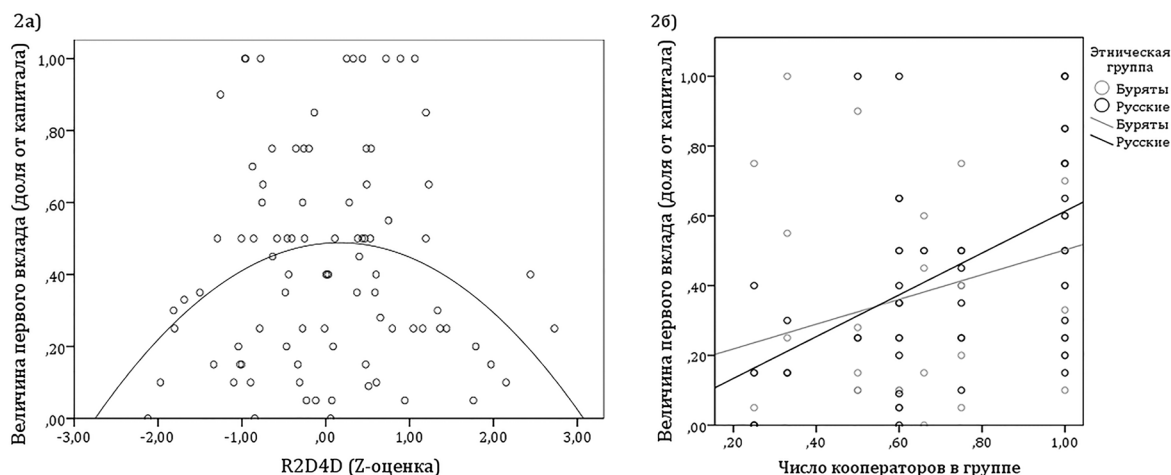 2а)
Величина первого вклада (доля от капитала)
1,00
,80
,60
,40
,20
,00
-3,00 -2,00 -1,00 ,00 1,00 2,00 3,00
R2D4D (Z-оценка)
2б)
Величина первого вклада (доля от капитала)
1,00
,80
,60
,40
,20
,00
,20 ,40 ,60 ,80 1,00
Число кооператоров в группе
Этническая
группа
Буряты
Русские
Буряты
Русские